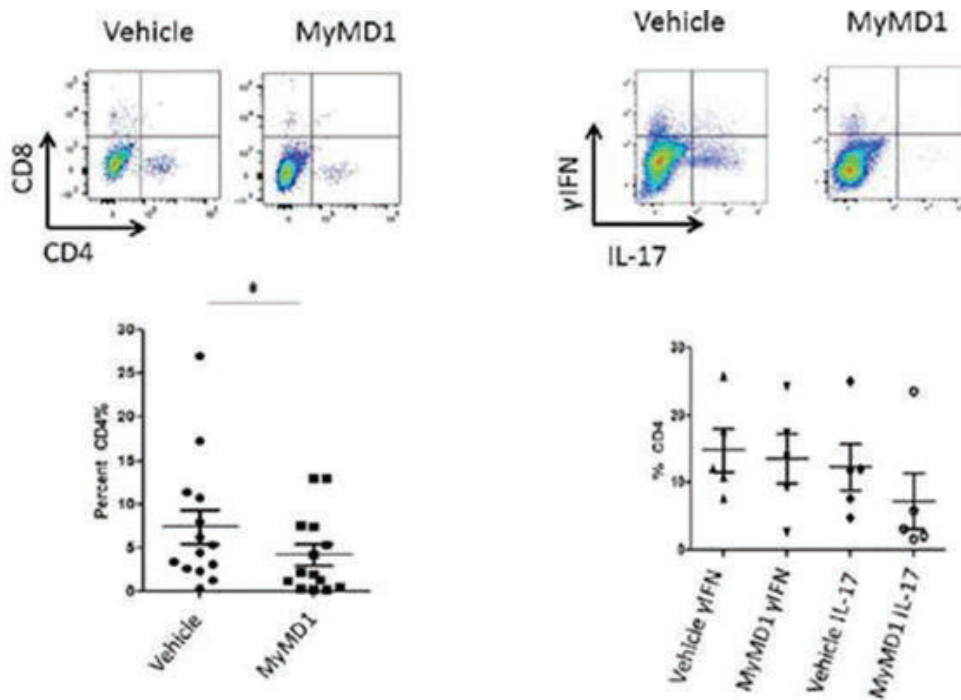 Vehicle MyMD1
CD8
CD4
Vehicle MyMD1
γIFN
IL-17
*
Percent CD4%
30
25
20
15
10
5
0
Vehicle
MyMD1
% CD4
30
20
10
0
Vehicle γIFN
MyMD1 γIFN
Vehicle IL-17
MyMD1 IL-17